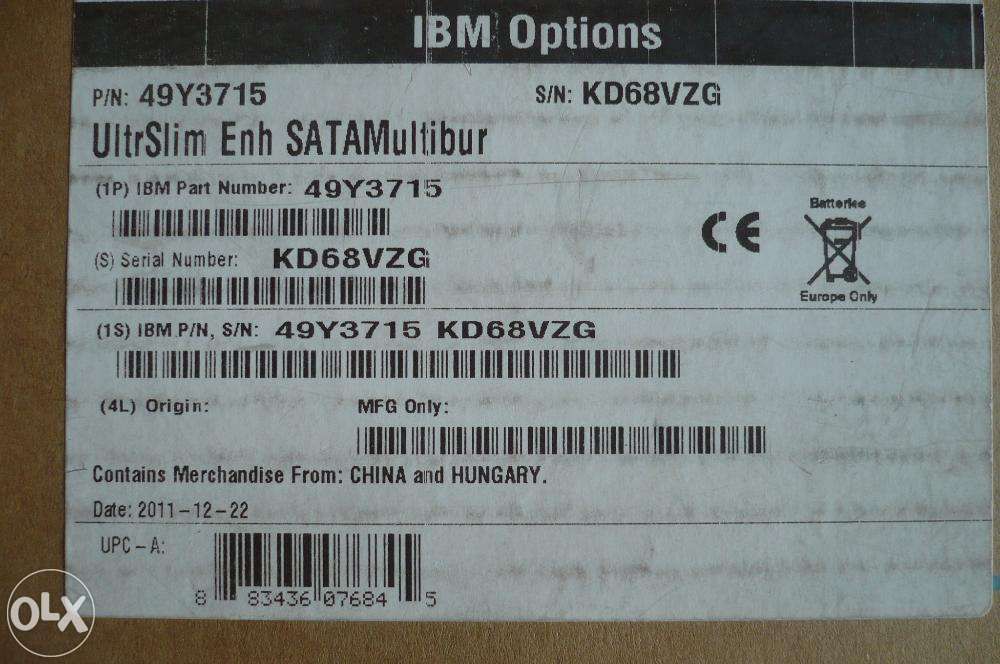 IBM Options
P/N: 49Y3715 S/N: KD68VZG
UltrSlim Enh SATAMultibur
(1P) IBM Part Number: 49Y3715
Batteries
CE
(S) Serial Number: KD68VZG
Europe Only
(1S) IBM P/N, S/N: 49Y3715 KD68VZG
(4L) Origin: MFG Only:
Contains Merchandise From: CHINA and HUNGARY.
Date: 2011-12-22
UPC-A:
8 83436 07684 5
OLX